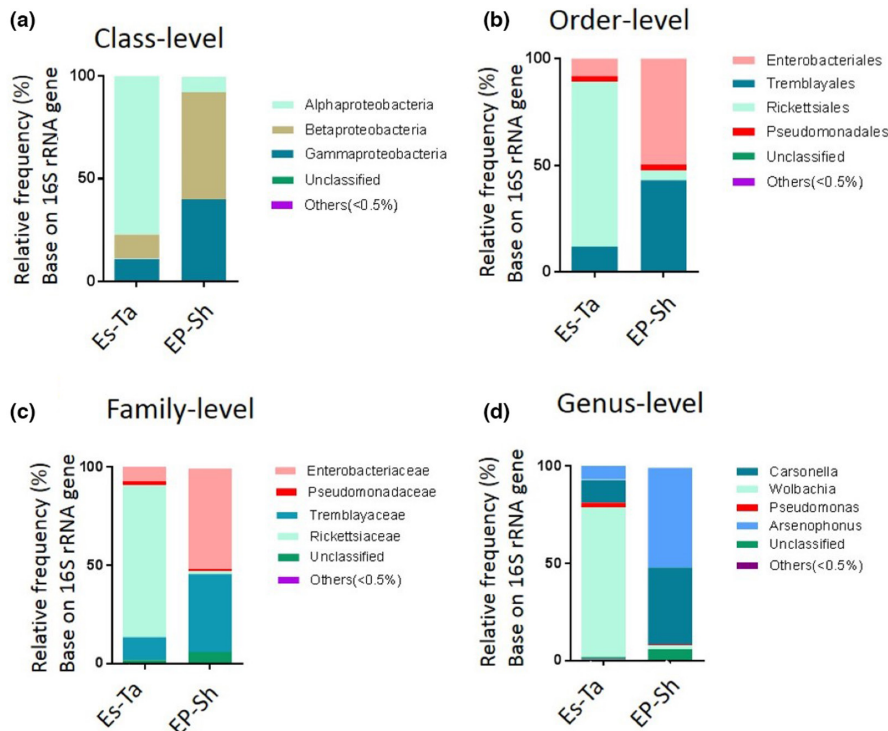 (a)
Class-level
Relative frequency (%)
Base on 16S rRNA gene
100
50
0
Es-Ta
EP-Sh
Alphaproteobacteria
Betaproteobacteria
Gammaproteobacteria
Unclassified
Others(<0.5%)
(b)
Order-level
Relative frequency (%)
Base on 16S rRNA gene
100
50
0
Es-Ta
EP-Sh
Enterobacteriales
Tremblayales
Rickettsiales
Pseudomonadales
Unclassified
Others(<0.5%)
(c)
Family-level
Relative frequency (%)
Base on 16S rRNA gene
100
50
0
Es-Ta
EP-Sh
Enterobacteriaceae
Pseudomonadaceae
Tremblayaceae
Rickettsiaceae
Unclassified
Others(<0.5%)
(d)
Genus-level
Relative frequency (%)
Base on 16S rRNA gene
100
50
0
Es-Ta
EP-Sh
Carsonella
Wolbachia
Pseudomonas
Arsenophonus
Unclassified
Others(<0.5%)